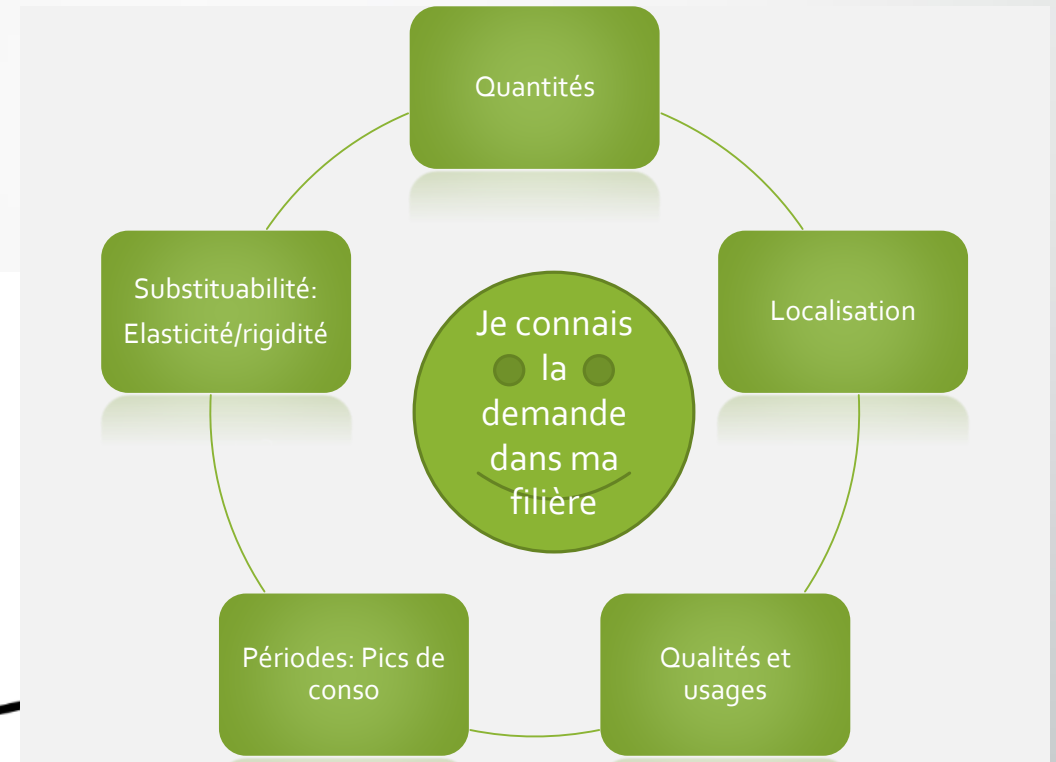 Quantités
Substituabilité:
Elasticité/rigidité
Localisation
Je connais
la
demande
dans ma
filière
Périodes: Pics de
conso
Qualités et
usages